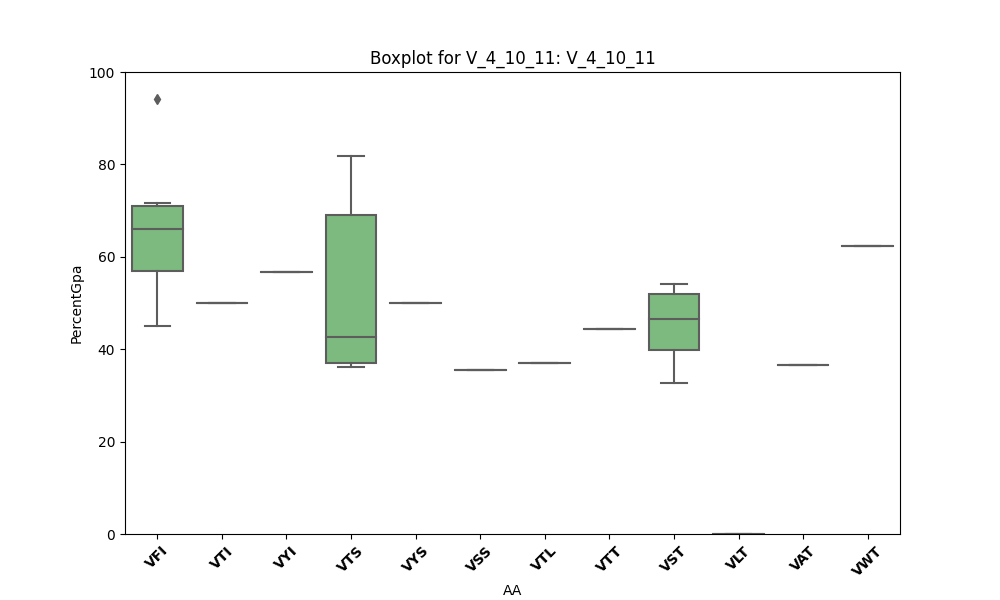 Boxplot for V_4_10_11: V_4_10_11
100
80
60
40
20
0
PercentGpa
VFI VTI VYI VTS VYS VSS VTL VTT VST VLT VAT VWT
AA